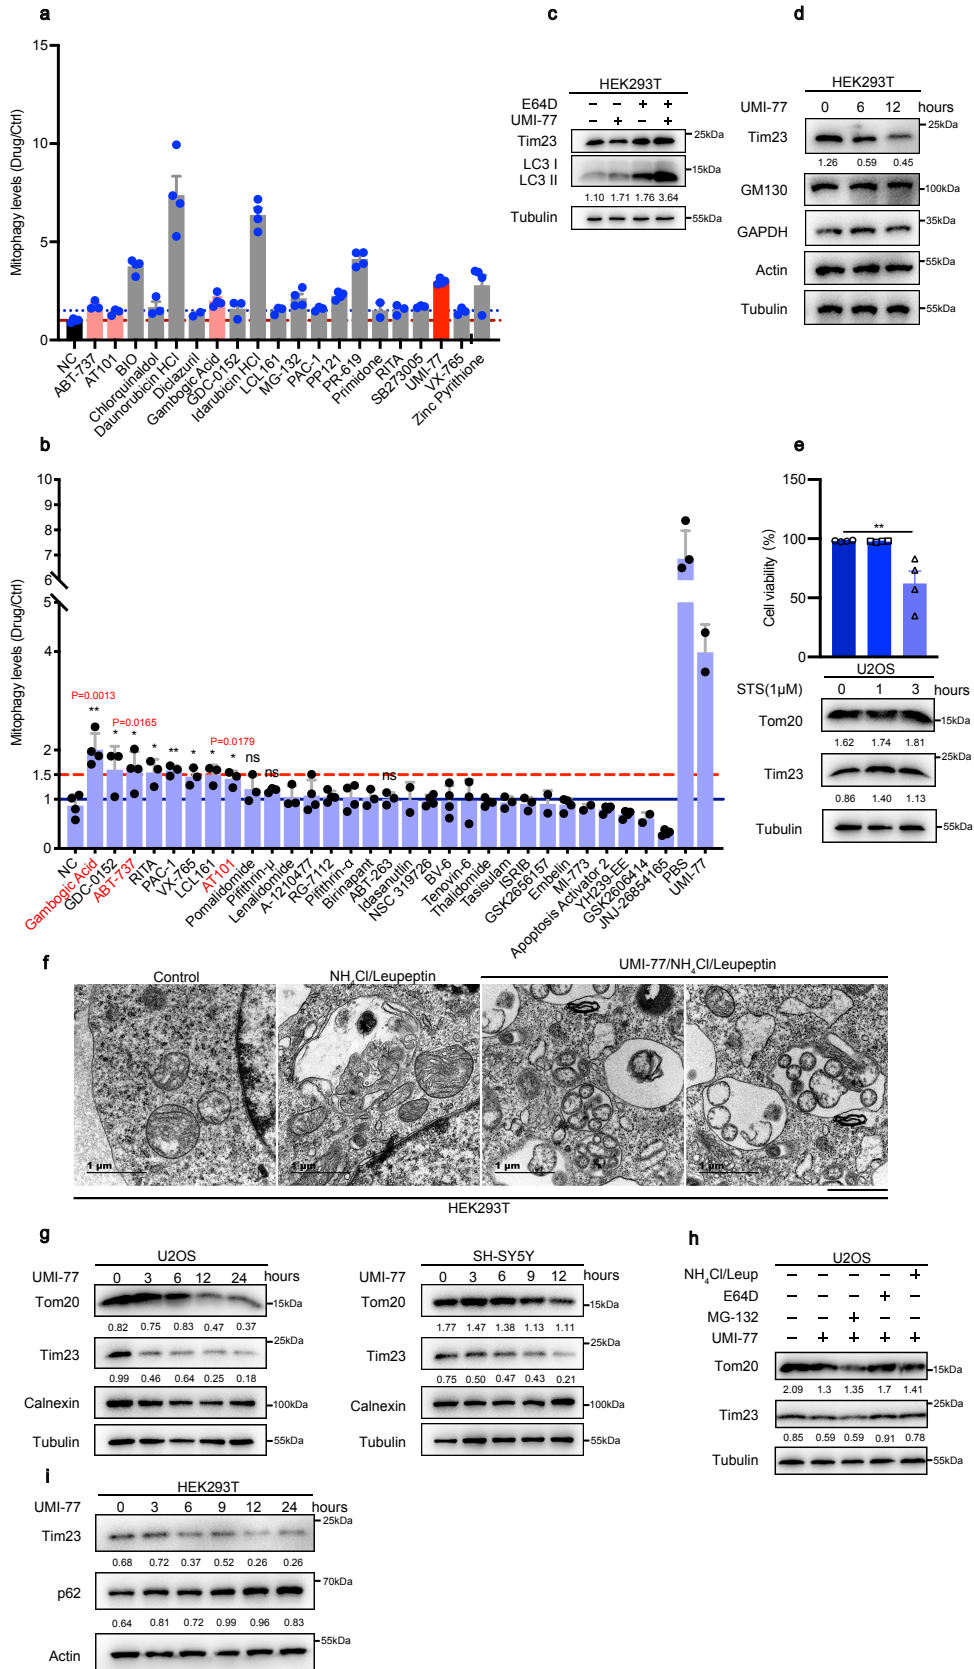 a
15
10
5
0
Mitophagy levels (Drug/Ctrl)
NC
ABT-737
AT101
BIO
Chlorquinaldol
Daunorubicin HCl
Diclazuril
Gambogic Acid
GDC-0152
Idarubicin HCl
LCL161
MG-132
PAC-1
PP121
PR-619
Primidone
RITA
SB273005
UMI-77
VX-765
Zinc Pyrithione
c
HEK293T
E64D - - + +
UMI-77 - + - +
Tim23
25kDa
LC3 I
LC3 II
15kDa
1.10 1.71 1.76 3.64
Tubulin
55kDa
d
HEK293T
UMI-77 0 6 12 hours
25kDa
Tim23
1.26 0.59 0.45
GM130
100kDa
GAPDH
35kDa
Actin
55kDa
Tubulin
55kDa
b
10
9
8
7
6
5
4
2
1.5
1
0
Mitophagy levels (Drug/Ctrl)
P=0.0013
P=0.0165
P=0.0179
** * * * ** * * * ns ns ns
NC
Gambogic Acid
GDC-0152
ABT-737
RITA
PAC-1
VX-765
LCL161
AT101
Pomalidomide
Pifithrin-μ
Lenalidomide
A-1210477
RG-7112
Pifithrin-α
Birinapant
ABT-263
Idasanutlin
NSC 319726
BV-6
Tenovin-6
Thalidomide
Tasisulam
ISRIB
GSK2656157
Embelin
MI-773
Apoptosis Activator 2
YH239-EE
GSK2606414
JNJ-26854165
PBS
UMI-77
e
150
100
50
0
Cell viability (%)
**
U2OS
STS(1μM) 0 1 3 hours
Tom20
15kDa
1.62 1.74 1.81
25kDa
Tim23
0.86 1.40 1.13
Tubulin
55kDa
f
Control
NH4Cl/Leupeptin
UMI-77/NH4Cl/Leupeptin
1 μm
1 μm
1 μm
1 μm
HEK293T
g
U2OS
UMI-77 0 3 6 12 24 hours
Tom20
15kDa
0.82 0.75 0.83 0.47 0.37
25kDa
Tim23
0.99 0.46 0.64 0.25 0.18
Calnexin
100kDa
Tubulin
55kDa
SH-SY5Y
UMI-77 0 3 6 9 12 hours
Tom20
15kDa
1.77 1.47 1.38 1.13 1.11
25kDa
Tim23
0.75 0.50 0.47 0.43 0.21
Calnexin
100kDa
Tubulin
55kDa
h
U2OS
NH4Cl/Leup - - - - +
E64D - - - + -
MG-132 - - + - -
UMI-77 - + + + +
Tom20
15kDa
2.09 1.3 1.35 1.7 1.41
25kDa
Tim23
0.85 0.59 0.59 0.91 0.78
Tubulin
55kDa
i
HEK293T
UMI-77 0 3 6 9 12 24 hours
25kDa
Tim23
0.68 0.72 0.37 0.52 0.26 0.26
70kDa
p62
0.64 0.81 0.72 0.99 0.96 0.83
55kDa
Actin